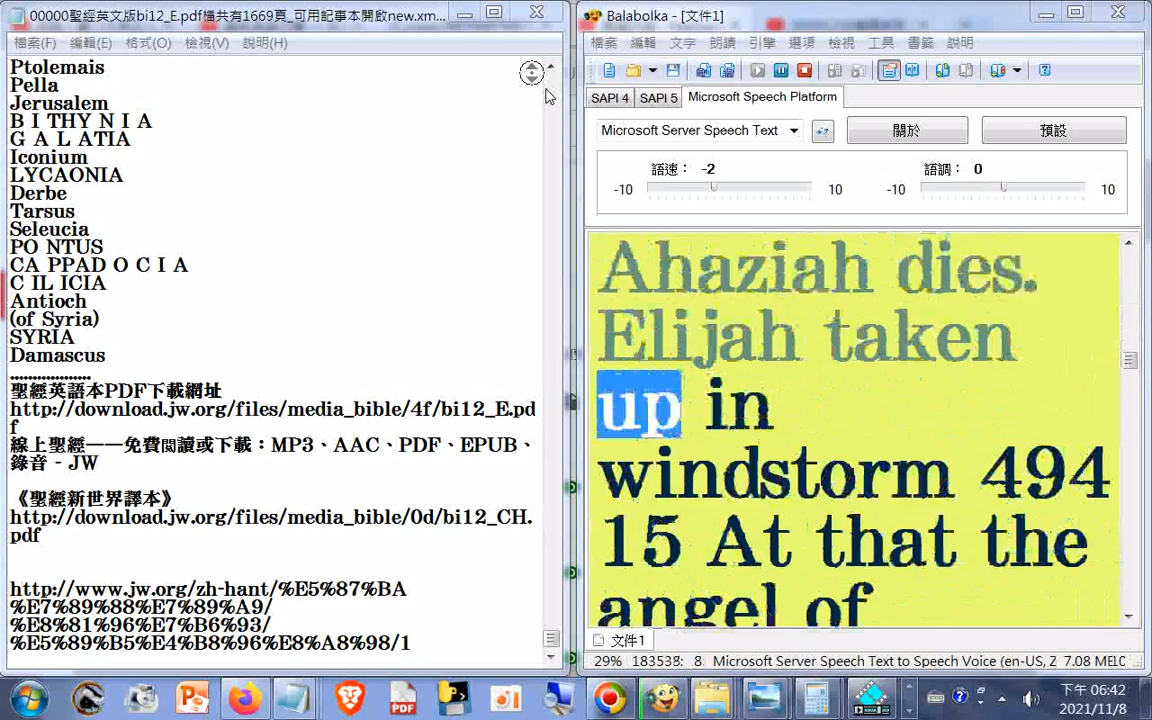 00000聖經英文版bi12_E.pdf檔共有1669頁_可用記事本開啟new.xm...
檔案(F) 編輯(E) 格式(O) 檢視(V) 說明(H)
Ptolemais
Pella
Jerusalem
B I THY N I A
G A L ATIA
Iconium
LYCAONIA
Derbe
Tarsus
Seleucia
PO NTUS
CA PPAD O C I A
C IL ICIA
Antioch
(of Syria)
SYRIA
Damascus
..................
聖經英語本PDF下載網址
http://download.jw.org/files/media_bible/4f/bi12_E.pd
f
線上聖經——免費閱讀或下載：MP3、AAC、PDF、EPUB、
錄音 - JW
《聖經新世界譯本》
http://download.jw.org/files/media_bible/0d/bi12_CH.
pdf
http://www.jw.org/zh-hant/%E5%87%BA
%E7%89%88%E7%89%A9/
%E8%81%96%E7%B6%93/
%E5%89%B5%E4%B8%96%E8%A8%98/1
Balabolka - [文件1]
檔案 編輯 文字 朗讀 引擎 選項 檢視 工具 書籤 說明
SAPI 4 SAPI 5 Microsoft Speech Platform
Microsoft Server Speech Text 關於 預設
語速： -2 語調： 0
-10 10 -10 10
Ahaziah dies.
Elijah taken
up in
windstorm 494
15 At that the
angel of
文件1
29% 183538: 8 Microsoft Server Speech Text to Speech Voice (en-US, Z 7.08 MELO
下午 06:42
2021/11/8